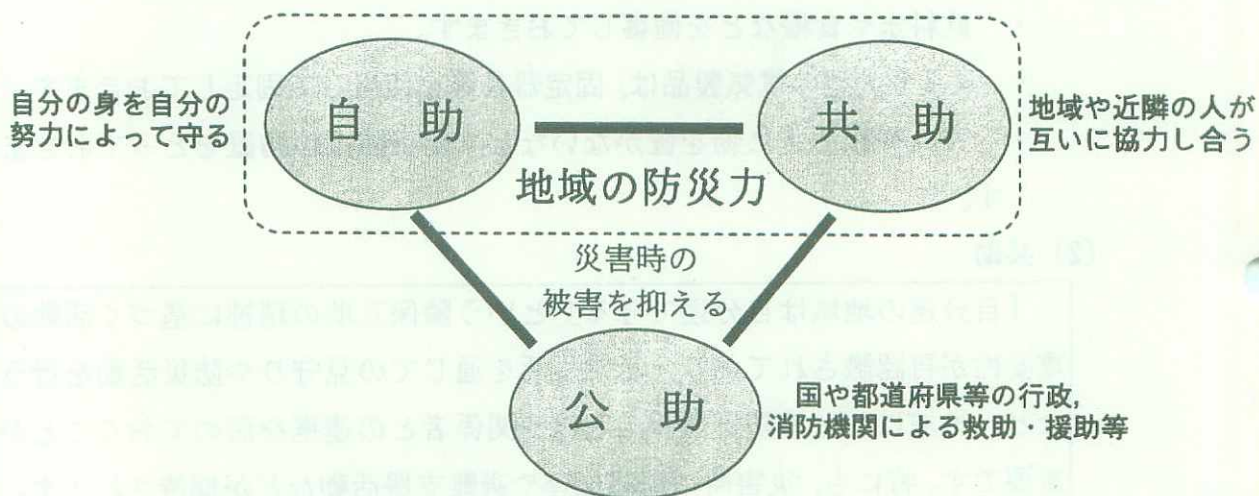 自分の身を自分の
努力によって守る
自 助
共 助
地域や近隣の人が
互いに協力し合う
地域の防災力
災害時の
被害を抑える
公 助
国や都道府県等の行政,
消防機関による救助・援助等